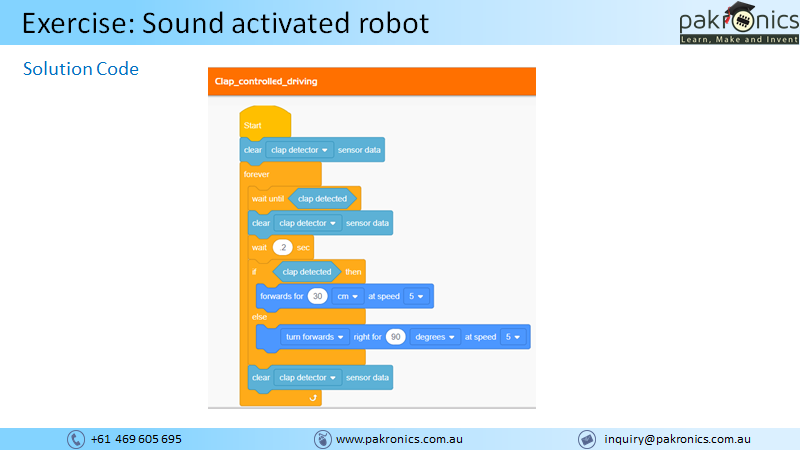 Exercise: Sound activated robot
pakronics
Learn, Make and Invent
Solution Code
Clap_controlled_driving
Start
clear clap detector sensor data
forever
wait until clap detected
clear clap detector sensor data
wait .2 sec
if clap detected then
forwards for 30 cm at speed 5
else
turn forwards right for 90 degrees at speed 5
clear clap detector sensor data
+61 469 605 695
www.pakronics.com.au
inquiry@pakronics.com.au